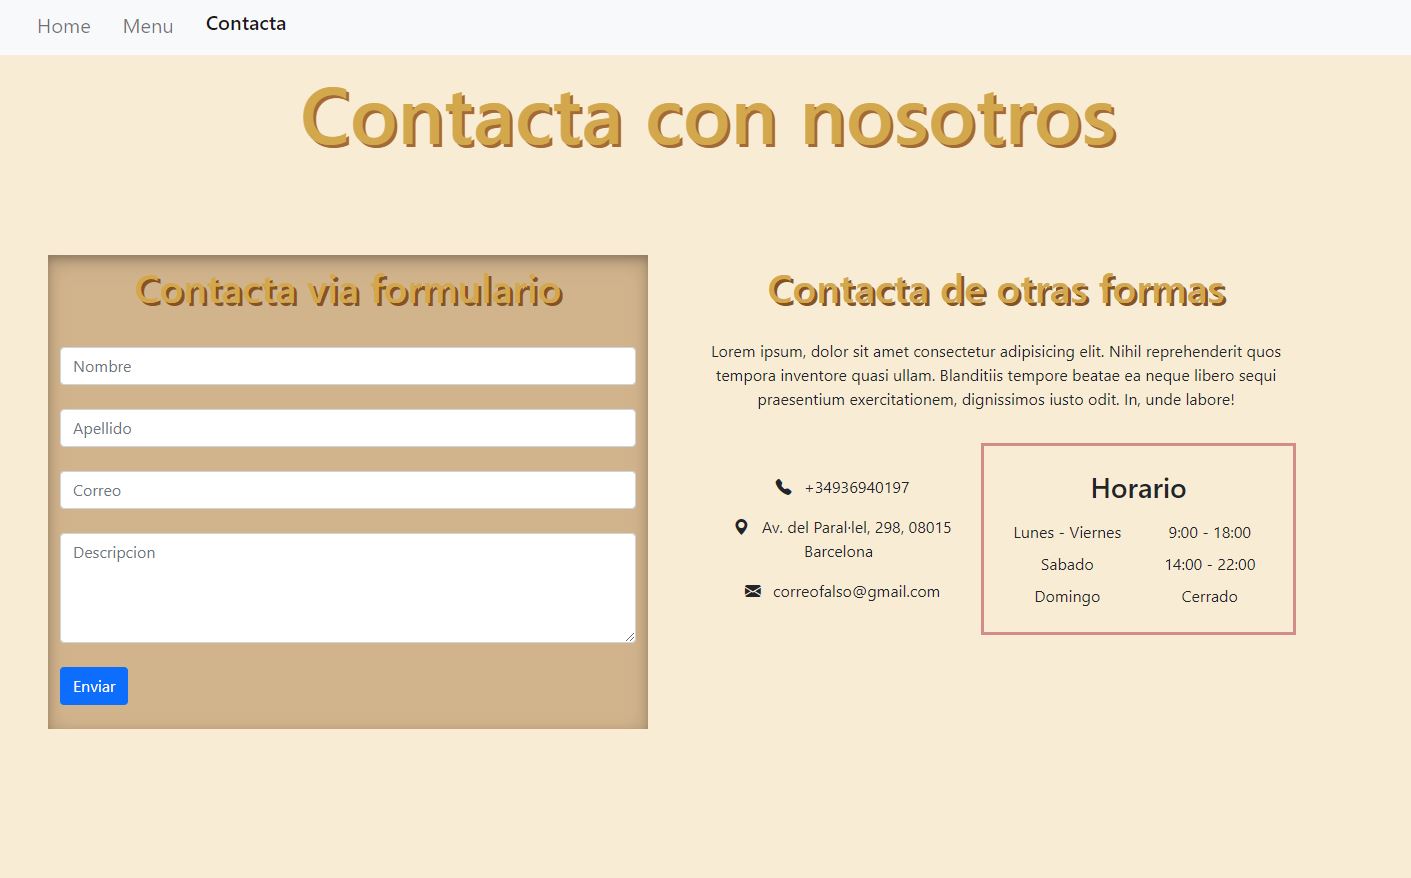 Home Menu Contacta
Contacta con nosotros
Contacta via formulario
Nombre
Apellido
Correo
Descripcion
Enviar
Contacta de otras formas
Lorem ipsum, dolor sit amet consectetur adipisicing elit. Nihil reprehenderit quos
tempora inventore quasi ullam. Blanditiis tempore beatae ea neque libero sequi
praesentium exercitationem, dignissimos iusto odit. In, unde labore!
+34936940197
Av. del Paral·lel, 298, 08015
Barcelona
correofalso@gmail.com
Horario
Lunes - Viernes 9:00 - 18:00
Sabado 14:00 - 22:00
Domingo Cerrado